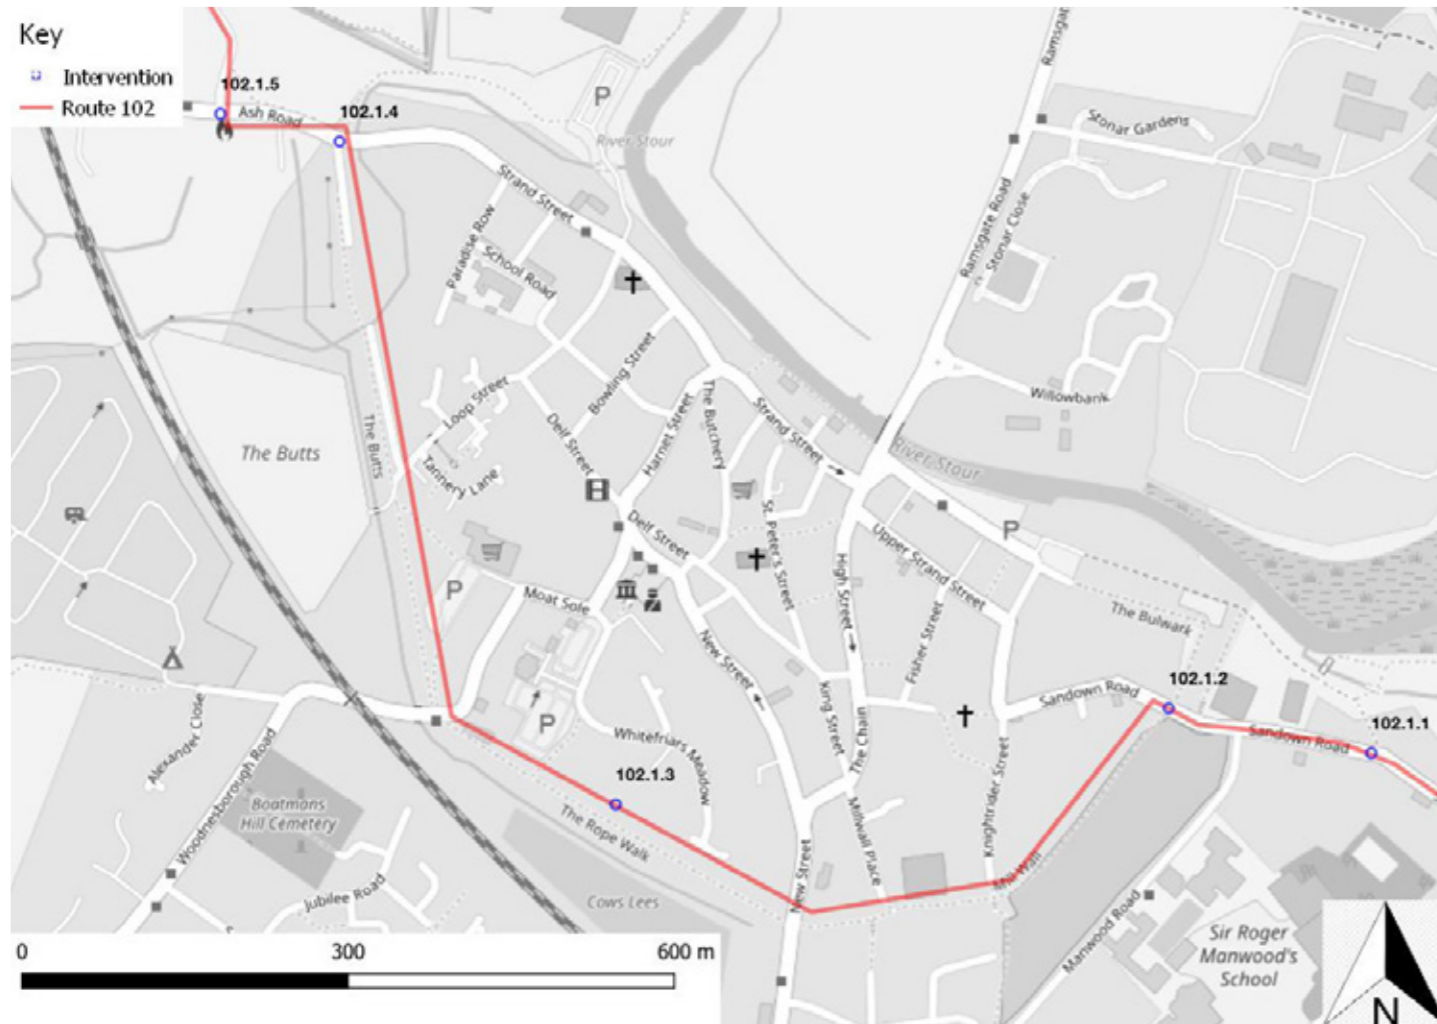 Key
Intervention
Route 102
102.1.5
Ash Road
102.1.4
P
River Stour
Ramsgat
Stonar Gardens
Strand Street
Paradise Row
School Road
Ramsgate Road
Stonar Close
Bowling Street
Loop Street
Harnet Street
The Butchery
Strand Street
Willowbank
The Butts
The Butts
Delf Street
Tannery Lane
River Stour
St. Peter's Street
Delf Street
P
Upper Strand Street
High Street
P
Moat Sole
Fisher Street
The Bulwark
New Street
102.1.2
Sandown Road
King Street
The Chain
P
Whitefriars Meadow
102.1.1
Sandown Road
Alexander Close
Woodnesborough Road
102.1.3
Knightrider Street
Boatmans
Hill Cemetery
The Rope Walk
Millwall Place
Mill Wall
New Street
Jubilee Road
Cows Lees
Manwood Road
Sir Roger
Manwood's
School
0 300 600 m
N